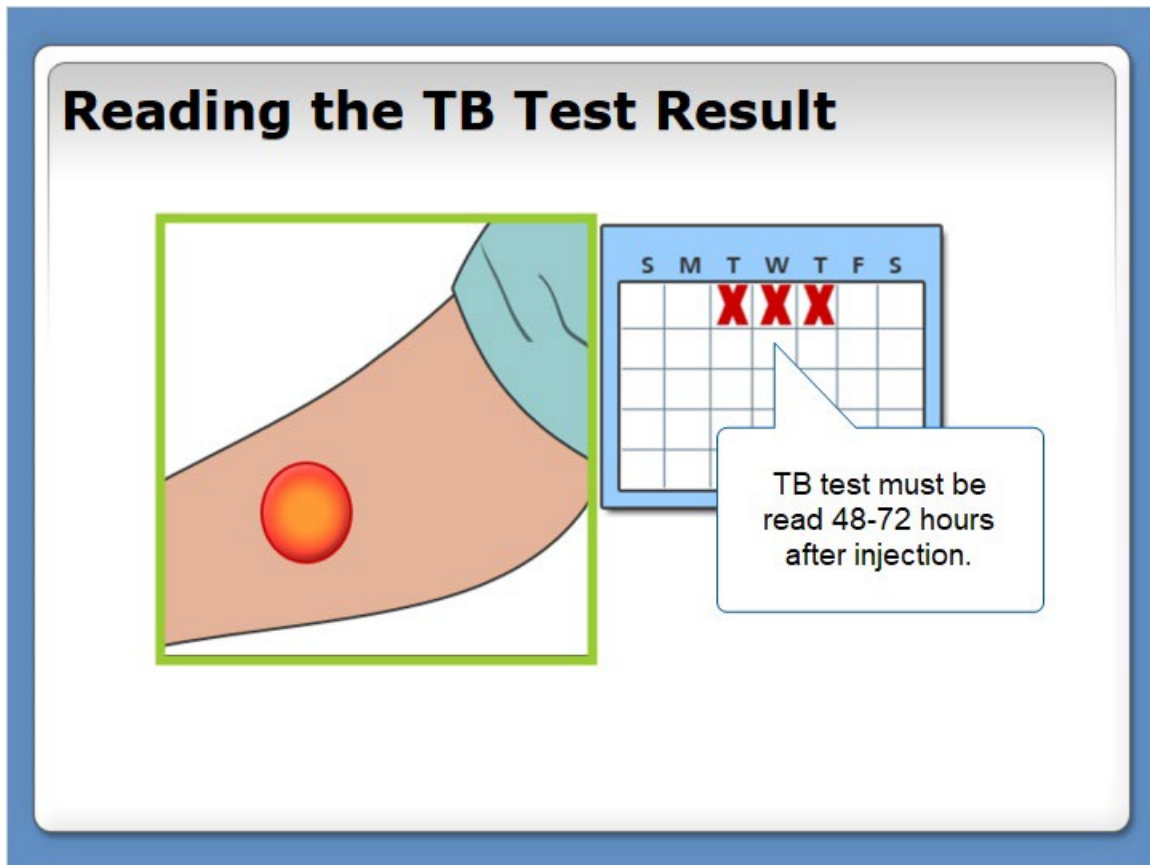 Reading the TB Test Result
S M T W T F S
X X X
TB test must be
read 48-72 hours
after injection.